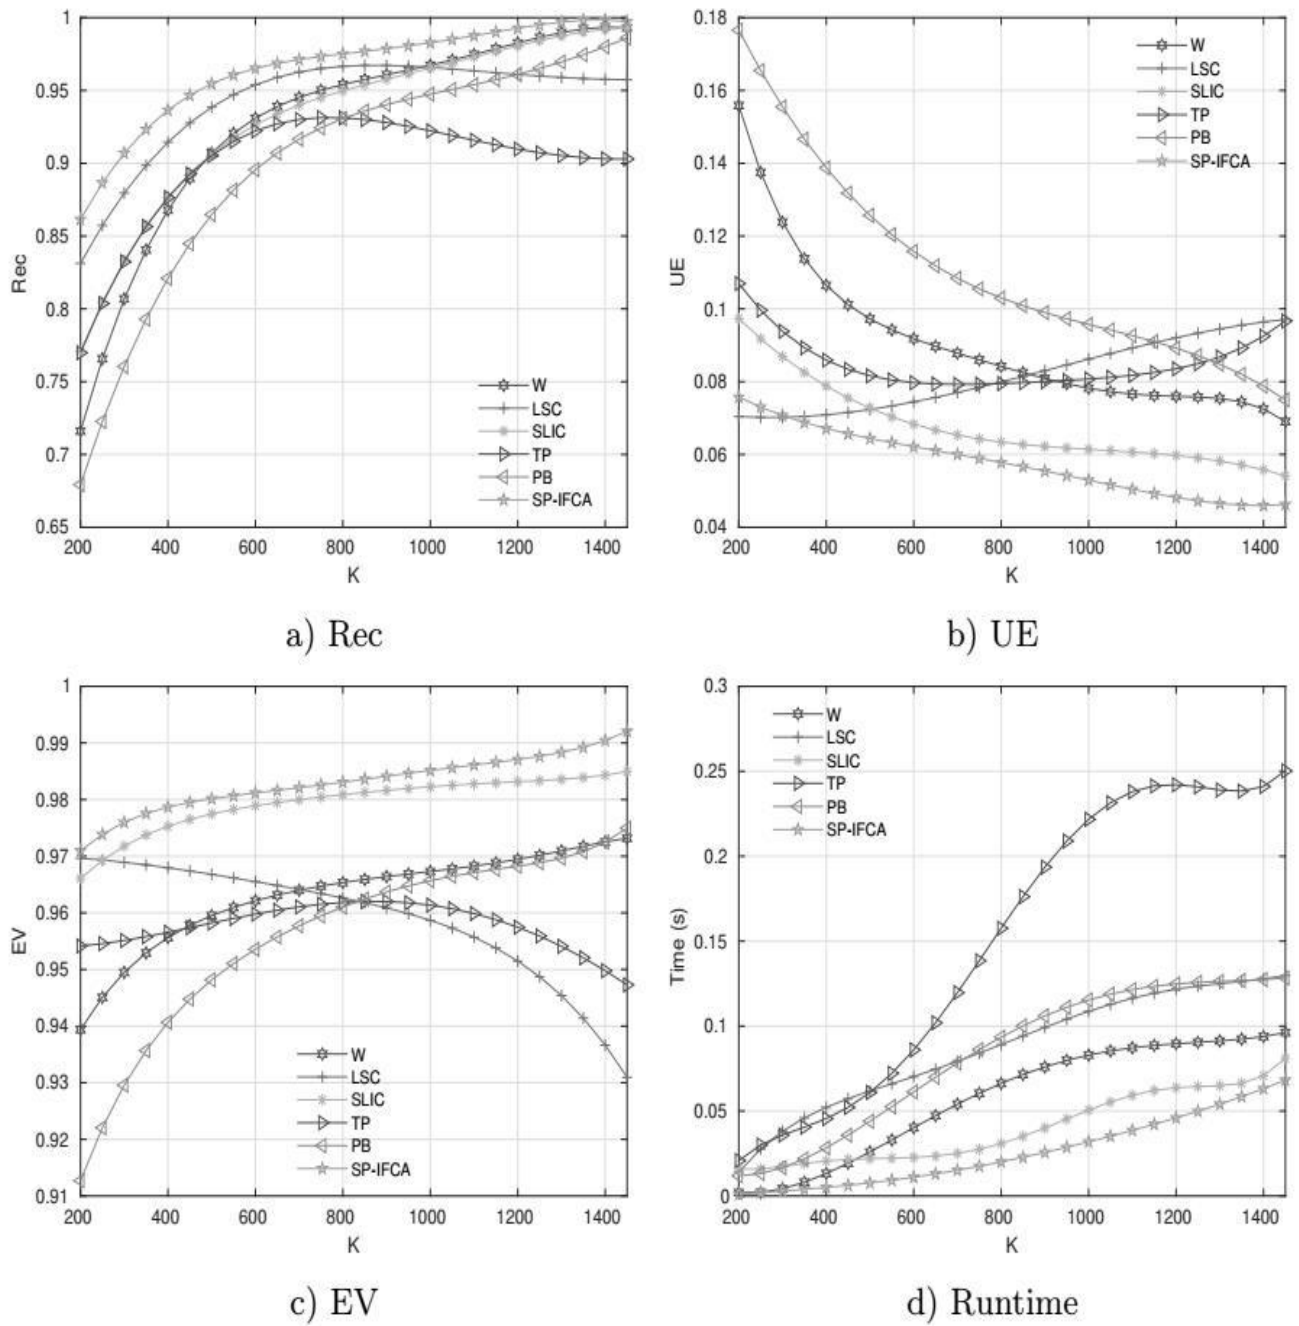 1
0.95
0.9
0.85
0.8
0.75
0.7
0.65
Rec
200 400 600 800 1000 1200 1400
K
W
LSC
SLIC
TP
PB
SP-IFCA
a) Rec
0.18
0.16
0.14
0.12
0.1
0.08
0.06
0.04
UE
200 400 600 800 1000 1200 1400
K
W
LSC
SLIC
TP
PB
SP-IFCA
b) UE
1
0.99
0.98
0.97
0.96
0.95
0.94
0.93
0.92
0.91
EV
200 400 600 800 1000 1200 1400
K
W
LSC
SLIC
TP
PB
SP-IFCA
c) EV
0.3
0.25
0.2
0.15
0.1
0.05
0
Time (s)
200 400 600 800 1000 1200 1400
K
W
LSC
SLIC
TP
PB
SP-IFCA
d) Runtime